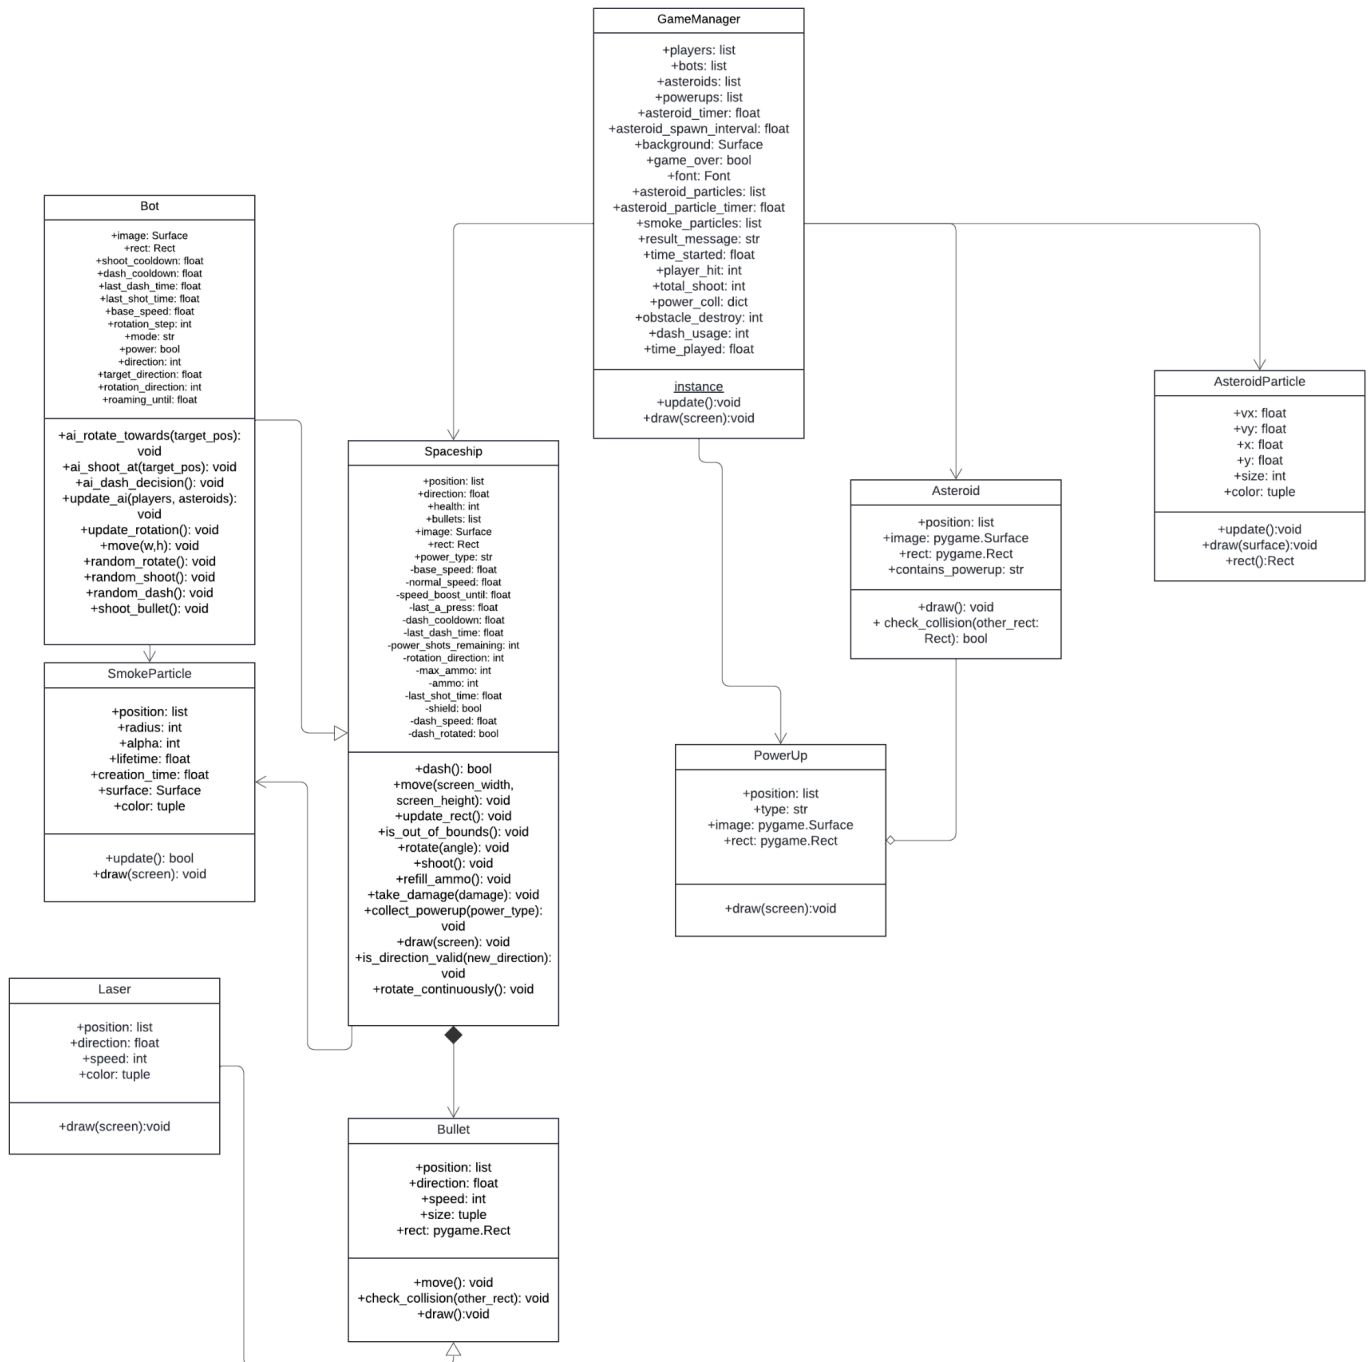 GameManager
+players: list
+bots: list
+asteroids: list
+powerups: list
+asteroid_timer: float
+asteroid_spawn_interval: float
+background: Surface
+game_over: bool
+font: Font
+asteroid_particles: list
+asteroid_particle_timer: float
+smoke_particles: list
+result_message: str
+time_started: float
+player_hit: int
+total_shoot: int
+power_coll: dict
+obstacle_destroy: int
+dash_usage: int
+time_played: float
instance
+update():void
+draw(screen):void
Bot
+image: Surface
+rect: Rect
+shoot_cooldown: float
+dash_cooldown: float
+last_dash_time: float
+last_shot_time: float
+base_speed: float
+rotation_step: int
+mode: str
+power: bool
+direction: int
+target_direction: float
+rotation_direction: int
+roaming_until: float
+ai_rotate_towards(target_pos):
void
+ai_shoot_at(target_pos): void
+ai_dash_decision(): void
+update_ai(players, asteroids):
void
+update_rotation(): void
+move(w,h): void
+random_rotate(): void
+random_shoot(): void
+random_dash(): void
+shoot_bullet(): void
Spaceship
+position: list
+direction: float
+health: int
+bullets: list
+image: Surface
+rect: Rect
+power_type: str
-base_speed: float
-normal_speed: float
-speed_boost_until: float
-last_a_press: float
-dash_cooldown: float
-last_dash_time: float
-power_shots_remaining: int
-rotation_direction: int
-max_ammo: int
-ammo: int
-last_shot_time: float
-shield: bool
-dash_speed: float
-dash_rotated: bool
+dash(): bool
+move(screen_width,
screen_height): void
+update_rect(): void
+is_out_of_bounds(): void
+rotate(angle): void
+shoot(): void
+refill_ammo(): void
+take_damage(damage): void
+collect_powerup(power_type):
void
+draw(screen): void
+is_direction_valid(new_direction):
void
+rotate_continuously(): void
AsteroidParticle
+vx: float
+vy: float
+x: float
+y: float
+size: int
+color: tuple
+update():void
+draw(surface):void
+rect():Rect
Asteroid
+position: list
+image: pygame.Surface
+rect: pygame.Rect
+contains_powerup: str
+draw(): void
+ check_collision(other_rect:
Rect): bool
SmokeParticle
+position: list
+radius: int
+alpha: int
+lifetime: float
+creation_time: float
+surface: Surface
+color: tuple
+update(): bool
+draw(screen): void
PowerUp
+position: list
+type: str
+image: pygame.Surface
+rect: pygame.Rect
+draw(screen):void
Laser
+position: list
+direction: float
+speed: int
+color: tuple
+draw(screen):void
Bullet
+position: list
+direction: float
+speed: int
+size: tuple
+rect: pygame.Rect
+move(): void
+check_collision(other_rect): void
+draw():void